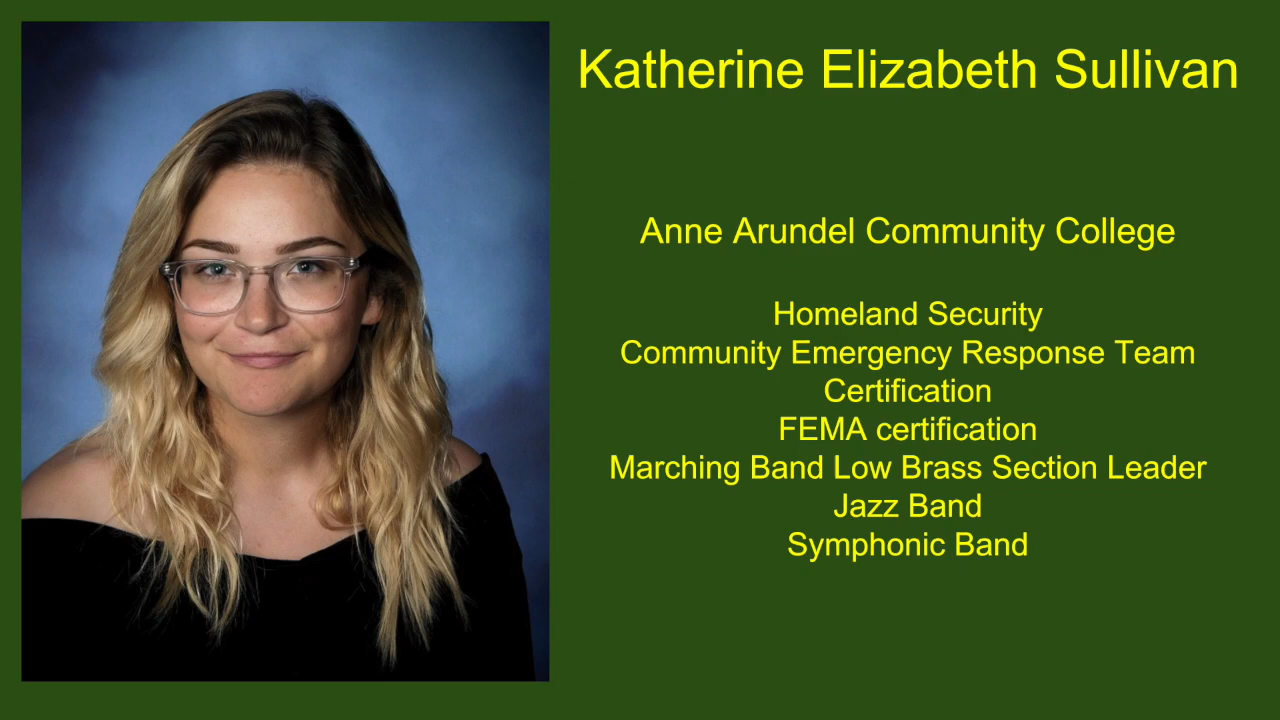 Katherine Elizabeth Sullivan
Anne Arundel Community College
Homeland Security
Community Emergency Response Team
Certification
FEMA certification
Marching Band Low Brass Section Leader
Jazz Band
Symphonic Band